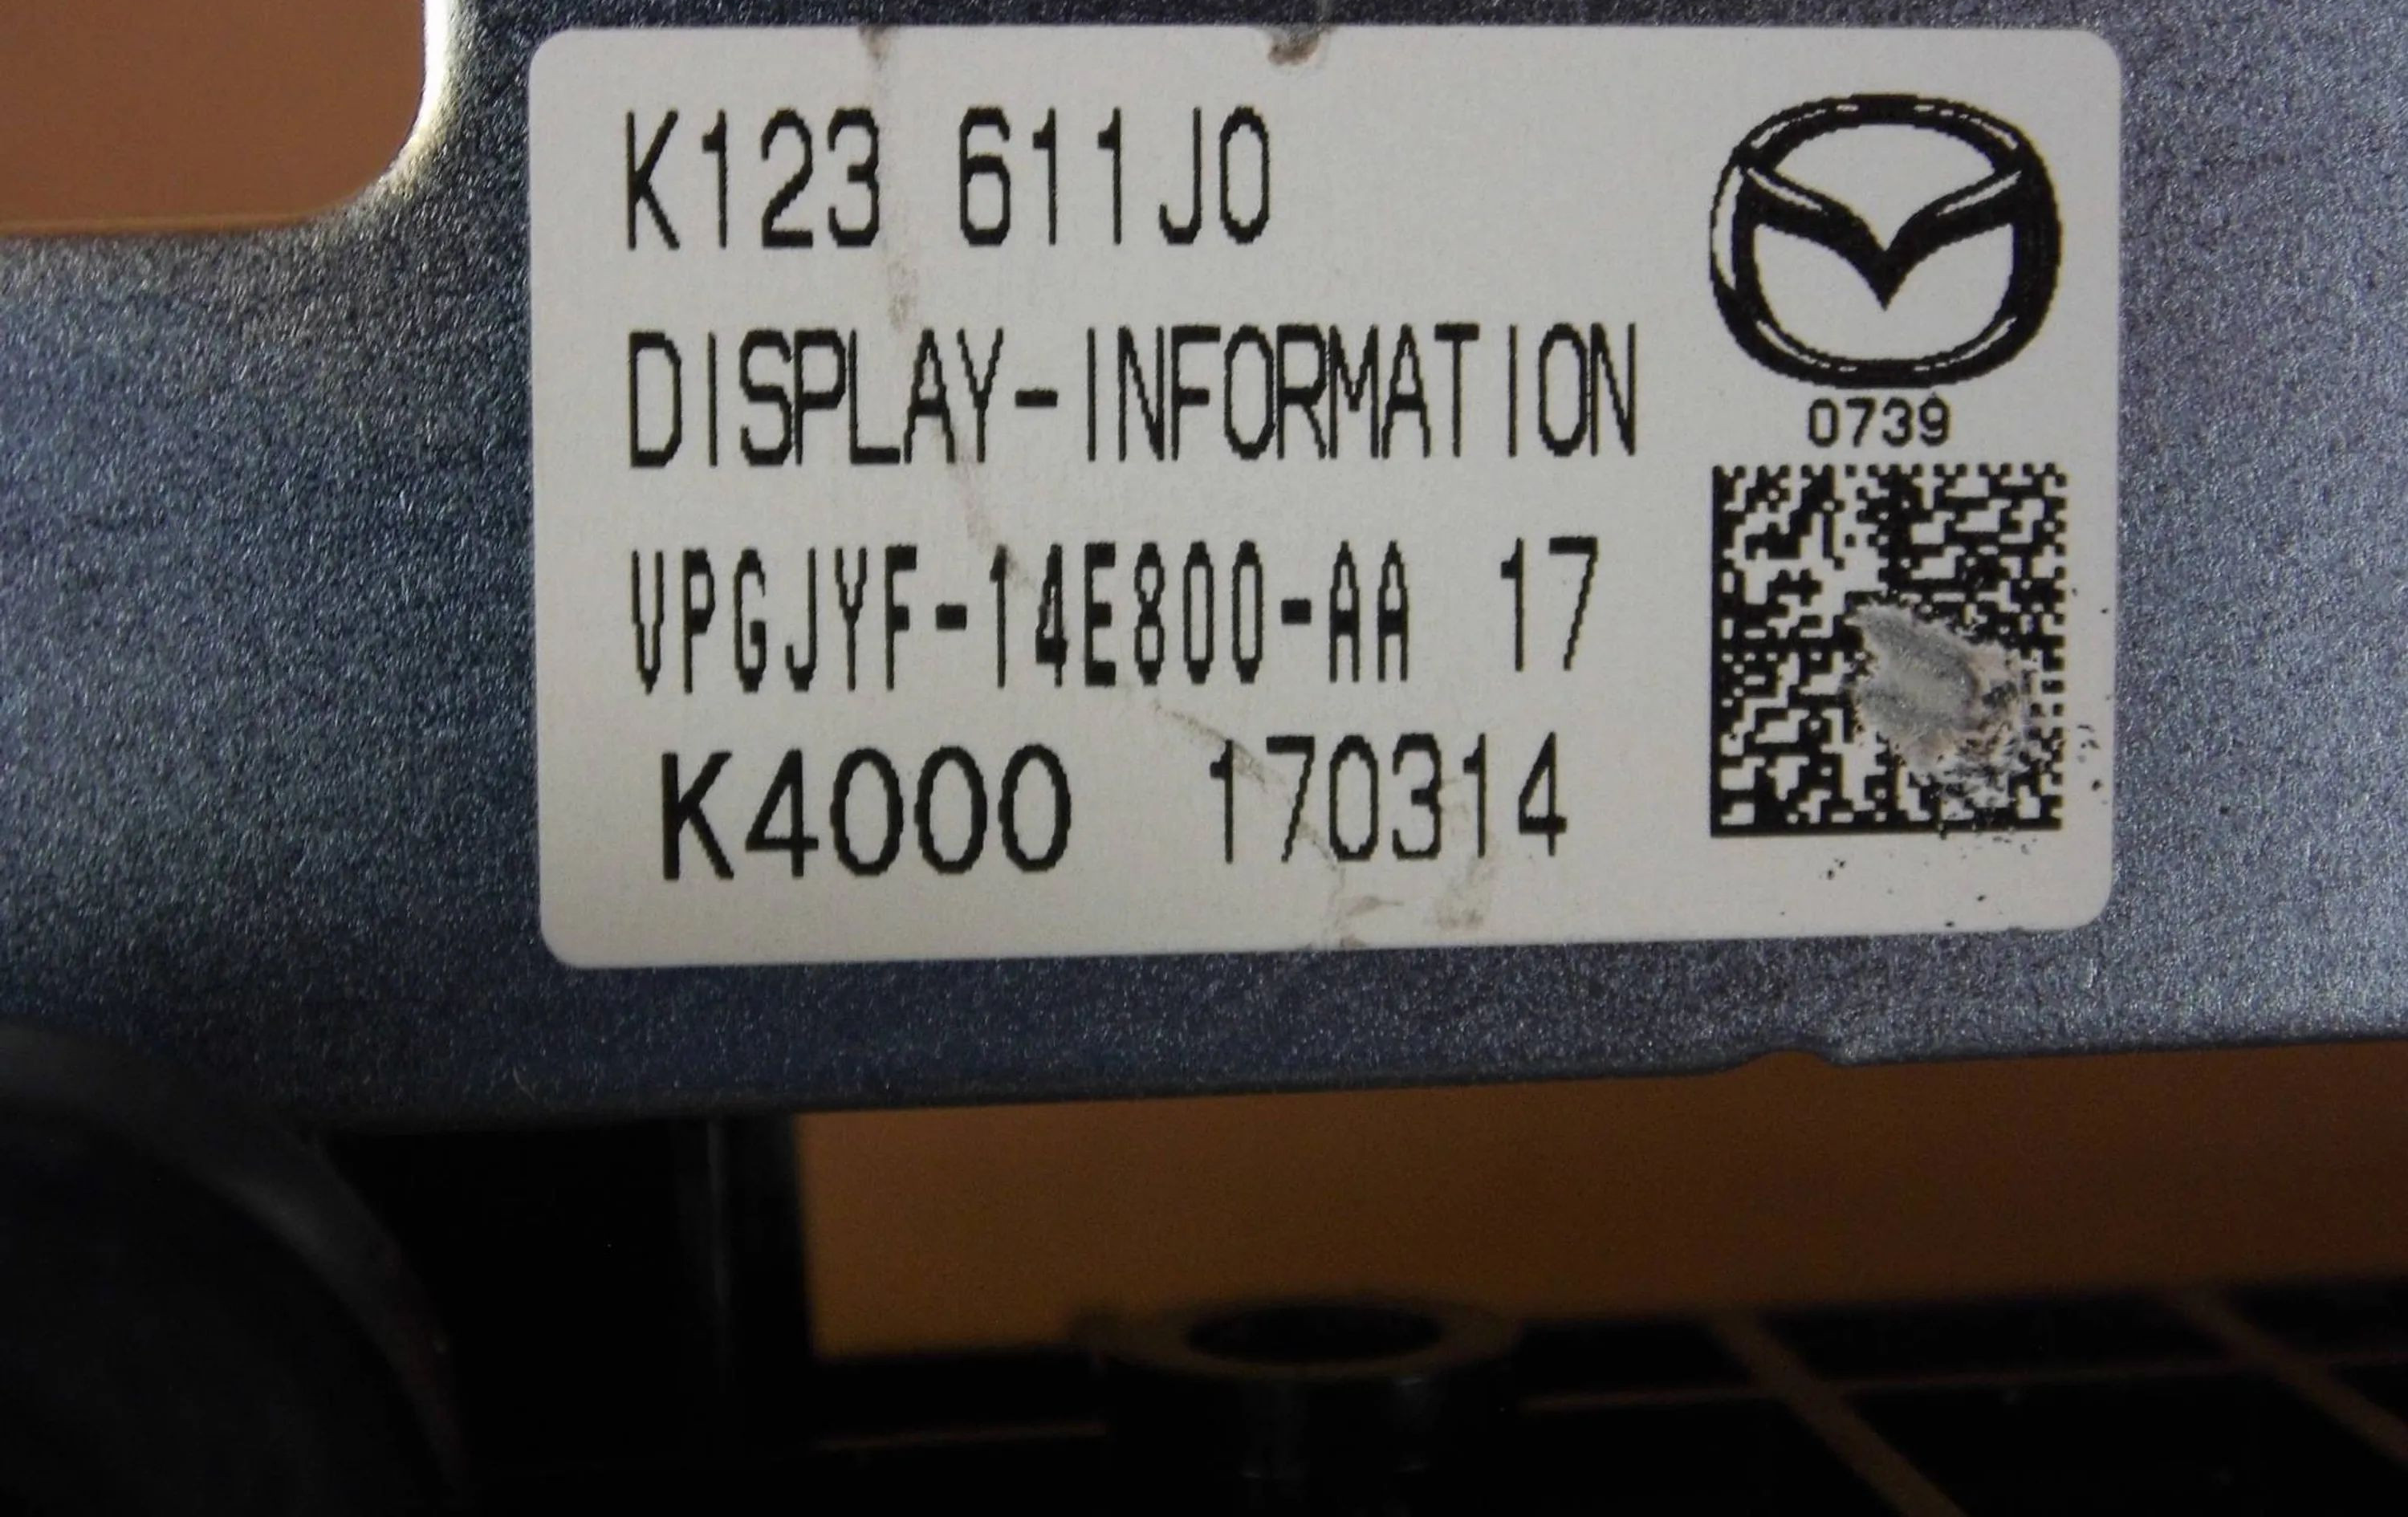 K123 611J0
DISPLAY-INFORMATION
VPGJYF-14E800-AA 17
K4000 170314
0739